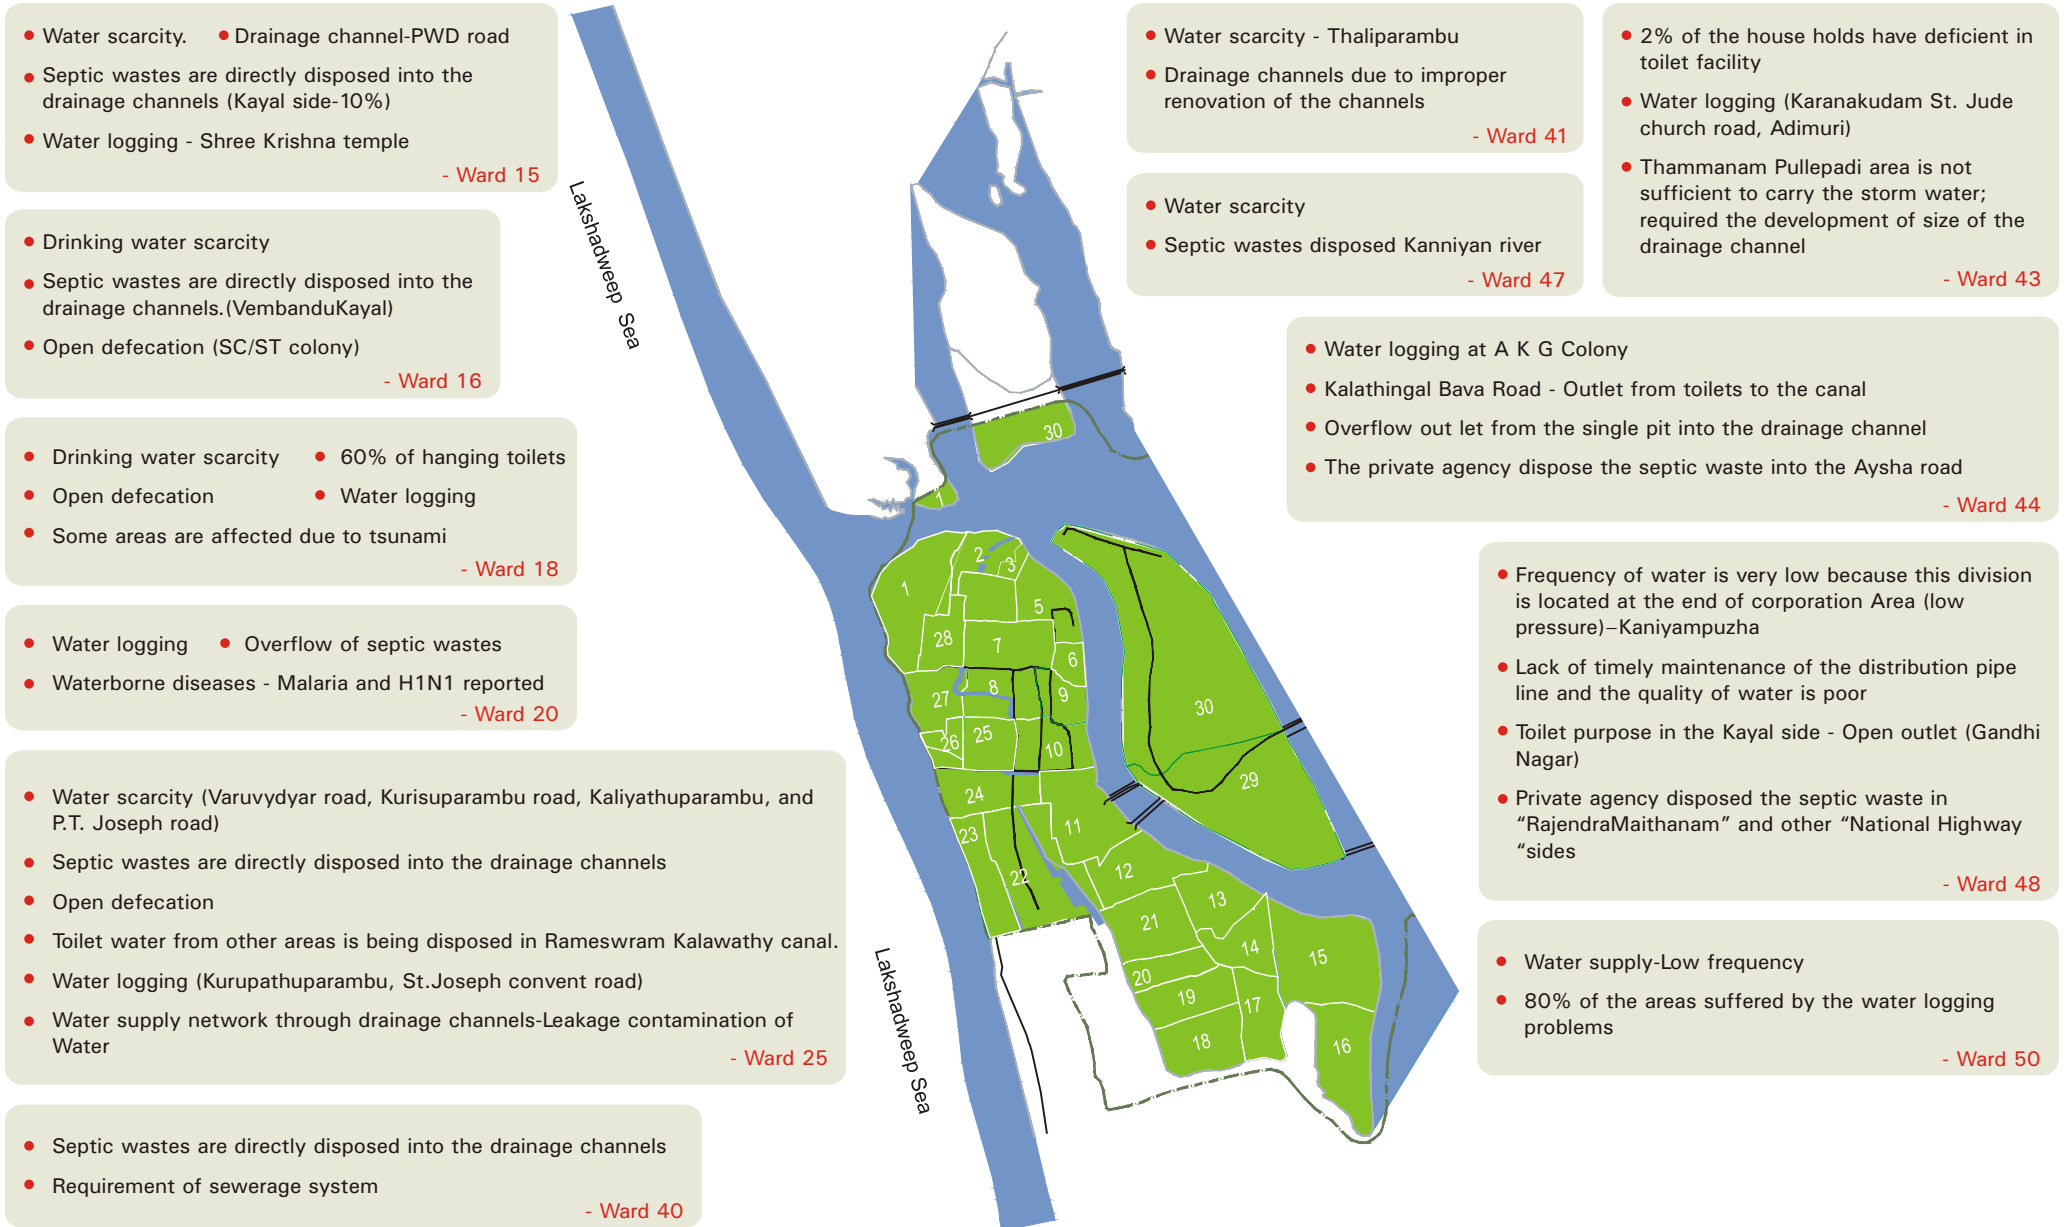 Water scarcity. Drainage channel-PWD road
Septic wastes are directly disposed into the
drainage channels (Kayal side-10%)
Water logging - Shree Krishna temple
- Ward 15
Drinking water scarcity
Septic wastes are directly disposed into the
drainage channels.(VembanduKayal)
Open defecation (SC/ST colony)
- Ward 16
Drinking water scarcity 60% of hanging toilets
Open defecation Water logging
Some areas are affected due to tsunami
- Ward 18
Water logging Overflow of septic wastes
Waterborne diseases - Malaria and H1N1 reported
- Ward 20
Water scarcity (Varuvydyar road, Kurisuparambu road, Kaliyathuparambu, and
P.T. Joseph road)
Septic wastes are directly disposed into the drainage channels
Open defecation
Toilet water from other areas is being disposed in Rameswram Kalawathy canal.
Water logging (Kurupathuparambu, St.Joseph convent road)
Water supply network through drainage channels-Leakage contamination of
Water
- Ward 25
Septic wastes are directly disposed into the drainage channels
Requirement of sewerage system
- Ward 40
Lakshadweep Sea
Lakshadweep Sea
30
1
1
2
3
5
28
7
6
27
8
9
26
25
10
24
23
22
11
12
21
13
14
15
20
19
17
18
16
30
29
Water scarcity - Thaliparambu
Drainage channels due to improper
renovation of the channels
- Ward 41
Water scarcity
Septic wastes disposed Kanniyan river
- Ward 47
2% of the house holds have deficient in
toilet facility
Water logging (Karanakudam St. Jude
church road, Adimuri)
Thammanam Pullepadi area is not
sufficient to carry the storm water;
required the development of size of the
drainage channel
- Ward 43
Water logging at A K G Colony
Kalathingal Bava Road - Outlet from toilets to the canal
Overflow out let from the single pit into the drainage channel
The private agency dispose the septic waste into the Aysha road
- Ward 44
Frequency of water is very low because this division
is located at the end of corporation Area (low
pressure)–Kaniyampuzha
Lack of timely maintenance of the distribution pipe
line and the quality of water is poor
Toilet purpose in the Kayal side - Open outlet (Gandhi
Nagar)
Private agency disposed the septic waste in
“RajendraMaithanam” and other “National Highway
“sides
- Ward 48
Water supply-Low frequency
80% of the areas suffered by the water logging
problems
- Ward 50